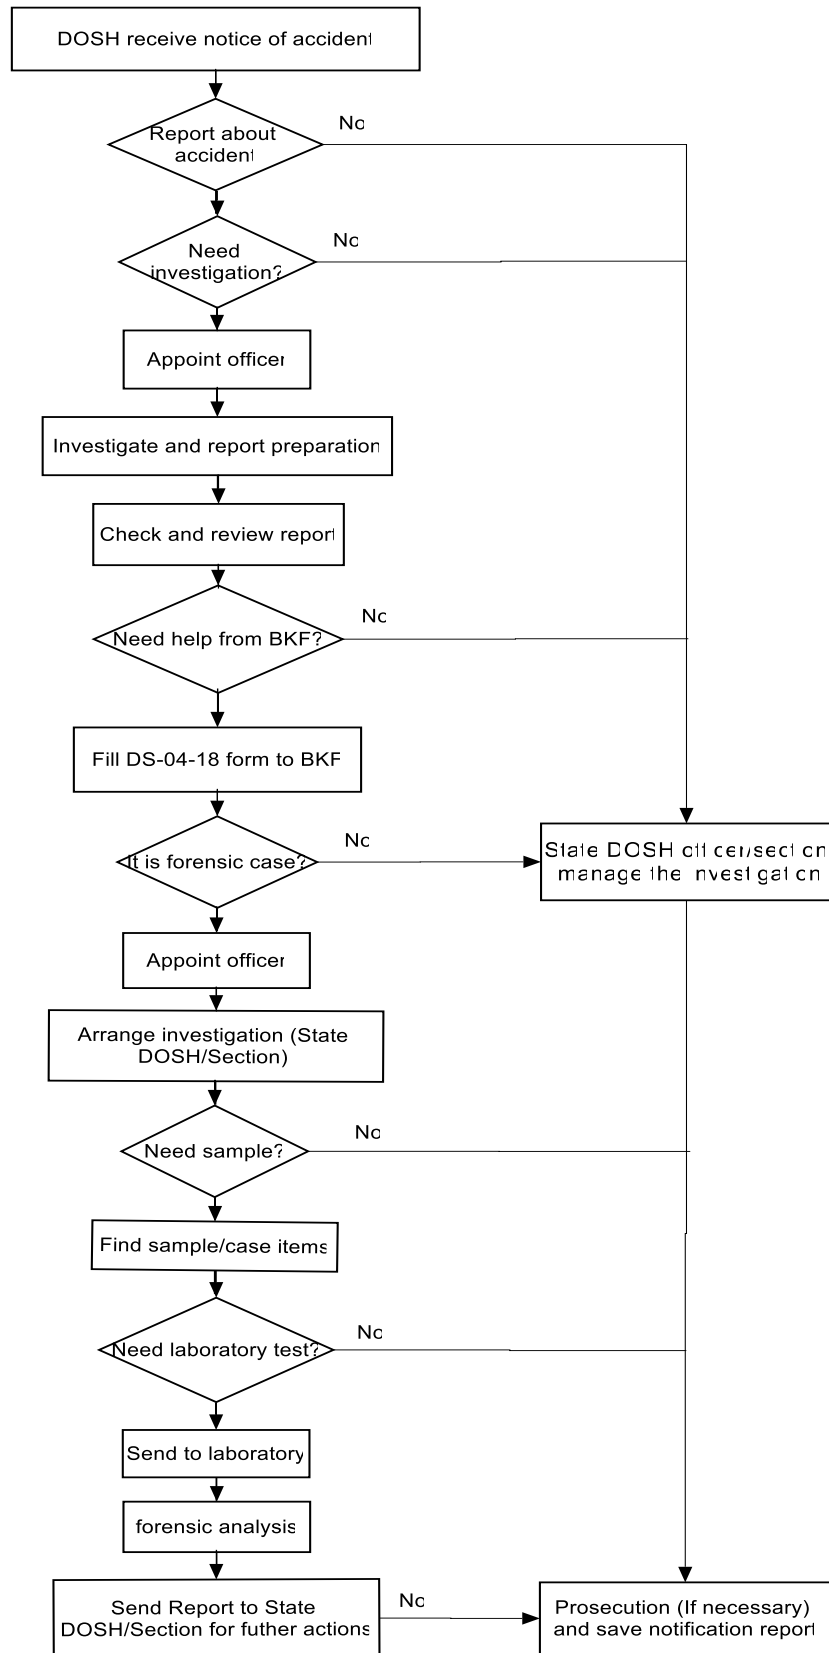 DOSH receive notice of accident
No
Report about
accident
No
Need
investigation?
Appoint officer
Investigate and report preparation
Check and review report
No
Need help from BKF?
Fill DS-04-18 form to BKF
No
It is forensic case?
State DOSH officer/section
manage the investigation
Appoint officer
Arrange investigation (State
DOSH/Section)
No
Need sample?
Find sample/case items
No
Need laboratory test?
Send to laboratory
forensic analysis
No
Send Report to State
DOSH/Section for futher actions
Prosecution (If necessary)
and save notification report